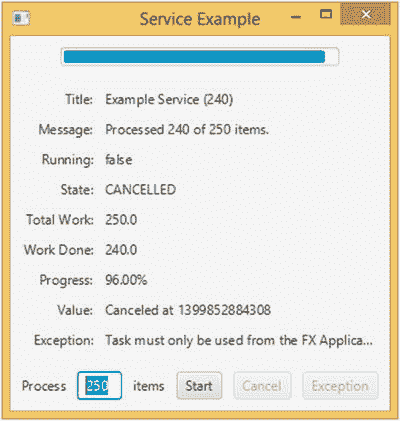 Service Example
Title: Example Service (240)
Message: Processed 240 of 250 items.
Running: false
State: CANCELLED
Total Work: 250.0
Work Done: 240.0
Progress: 96.00%
Value: Canceled at 1399852884308
Exception: Task must only be used from the FX Applica...
Process 250 items Start Cancel Exception